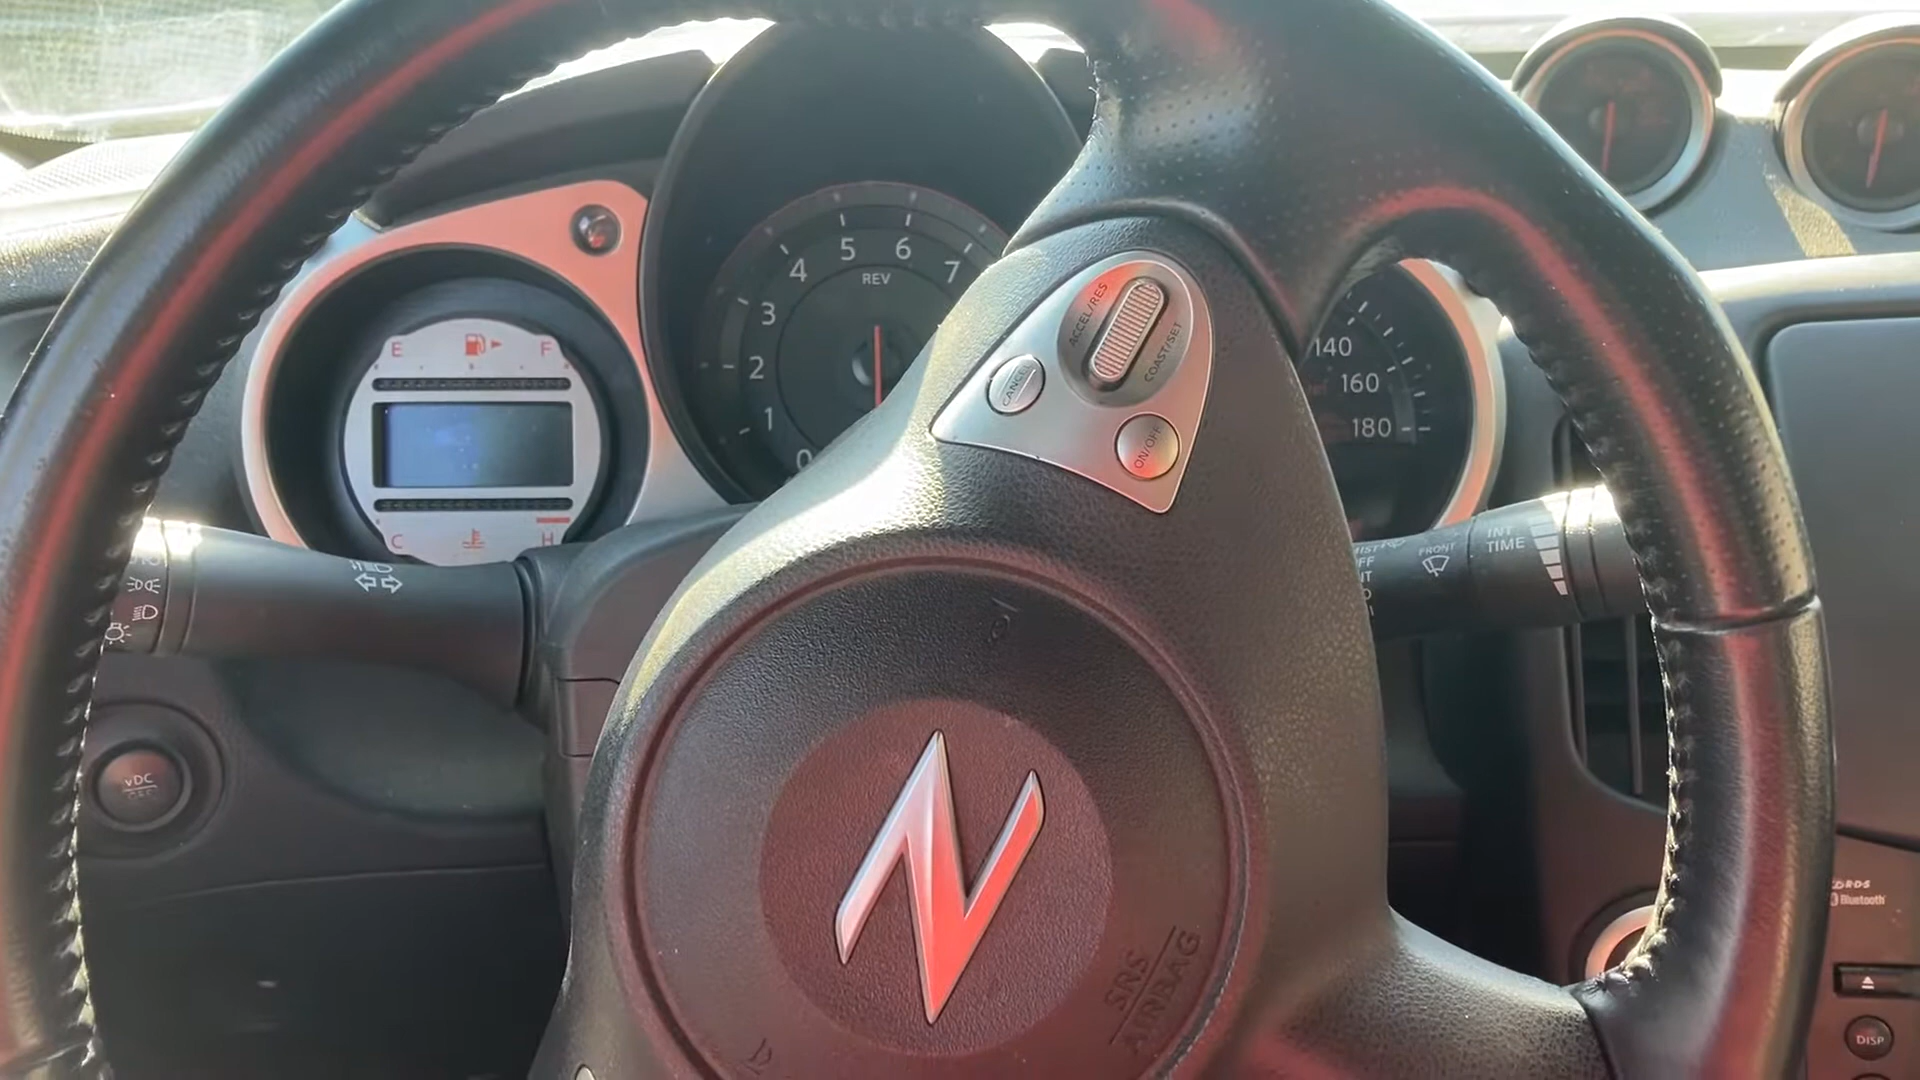 E F
C H
0
1
2
3
4
5
6
7
REV
ACCEL/RES
COAST/SET
CANCEL
ON/OFF
140
160
180
FRONT
INT
TIME
VDC
OFF
SRS
AIRBAG
Bluetooth
DISP